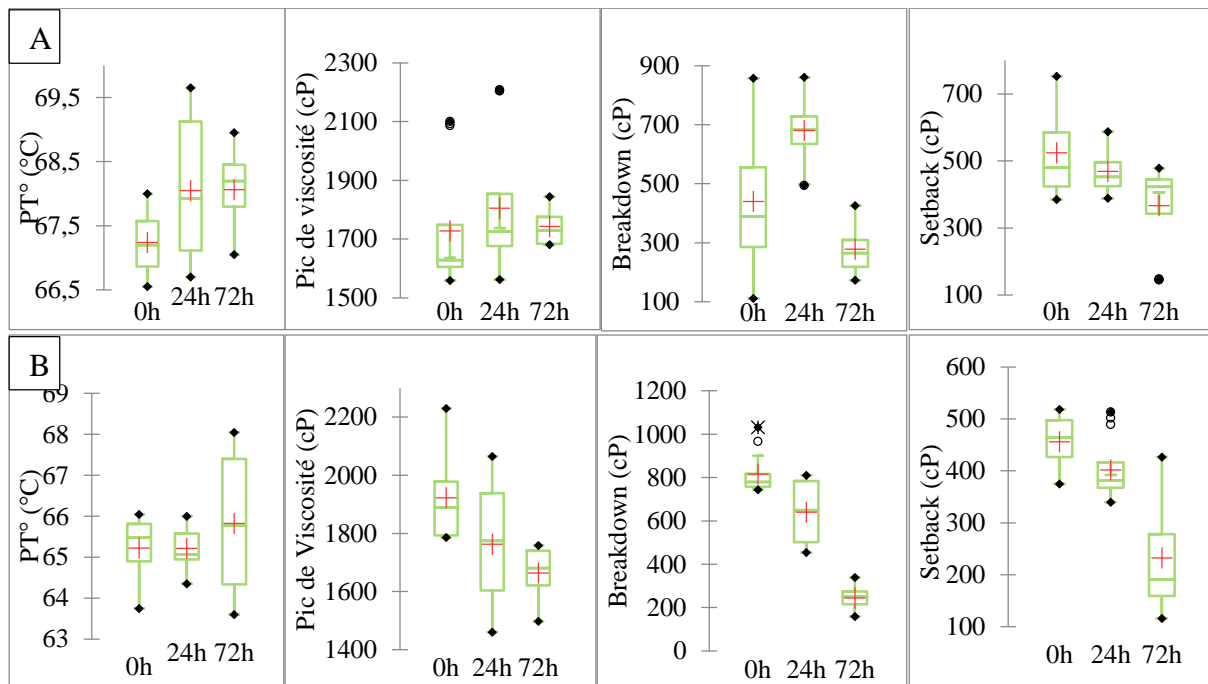 A
PT° (°C)
69,5
68,5
67,5
66,5
0h 24h 72h
Pic de viscosité (cP)
2300
2100
1900
1700
1500
0h 24h 72h
Breakdown (cP)
900
700
500
300
100
0h 24h 72h
Setback (cP)
700
500
300
100
0h 24h 72h
B
PT° (°C)
69
68
67
66
65
64
63
0h 24h 72h
Pic de Viscosité (cP)
2200
2000
1800
1600
1400
0h 24h 72h
Breakdown (cP)
1200
1000
800
600
400
200
0
0h 24h 72h
Setback (cP)
600
500
400
300
200
100
0h 24h 72h